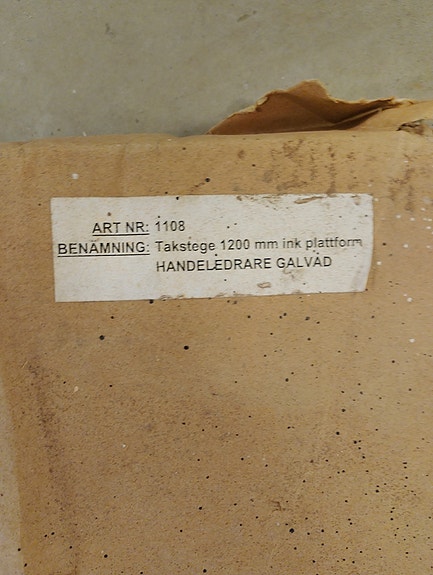 ART NR: 1108
BENÄMNING: Takstege 1200 mm ink plattform
HANDELEDRARE GALVAD